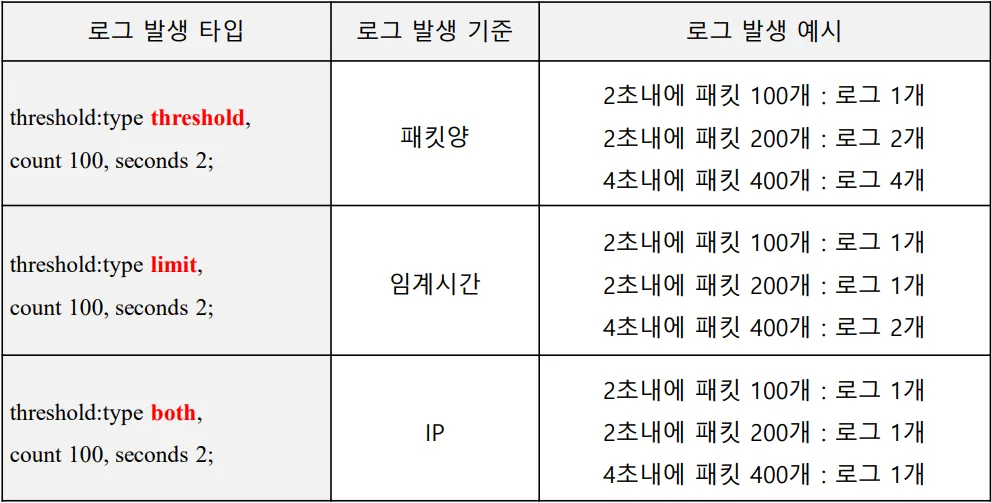 로그 발생 타입
로그 발생 기준
로그 발생 예시
threshold:type threshold,
count 100, seconds 2;
패킷양
2초내에 패킷 100개 : 로그 1개
2초내에 패킷 200개 : 로그 2개
4초내에 패킷 400개 : 로그 4개
threshold:type limit,
count 100, seconds 2;
임계시간
2초내에 패킷 100개 : 로그 1개
2초내에 패킷 200개 : 로그 1개
4초내에 패킷 400개 : 로그 2개
threshold:type both,
count 100, seconds 2;
IP
2초내에 패킷 100개 : 로그 1개
2초내에 패킷 200개 : 로그 1개
4초내에 패킷 400개 : 로그 1개